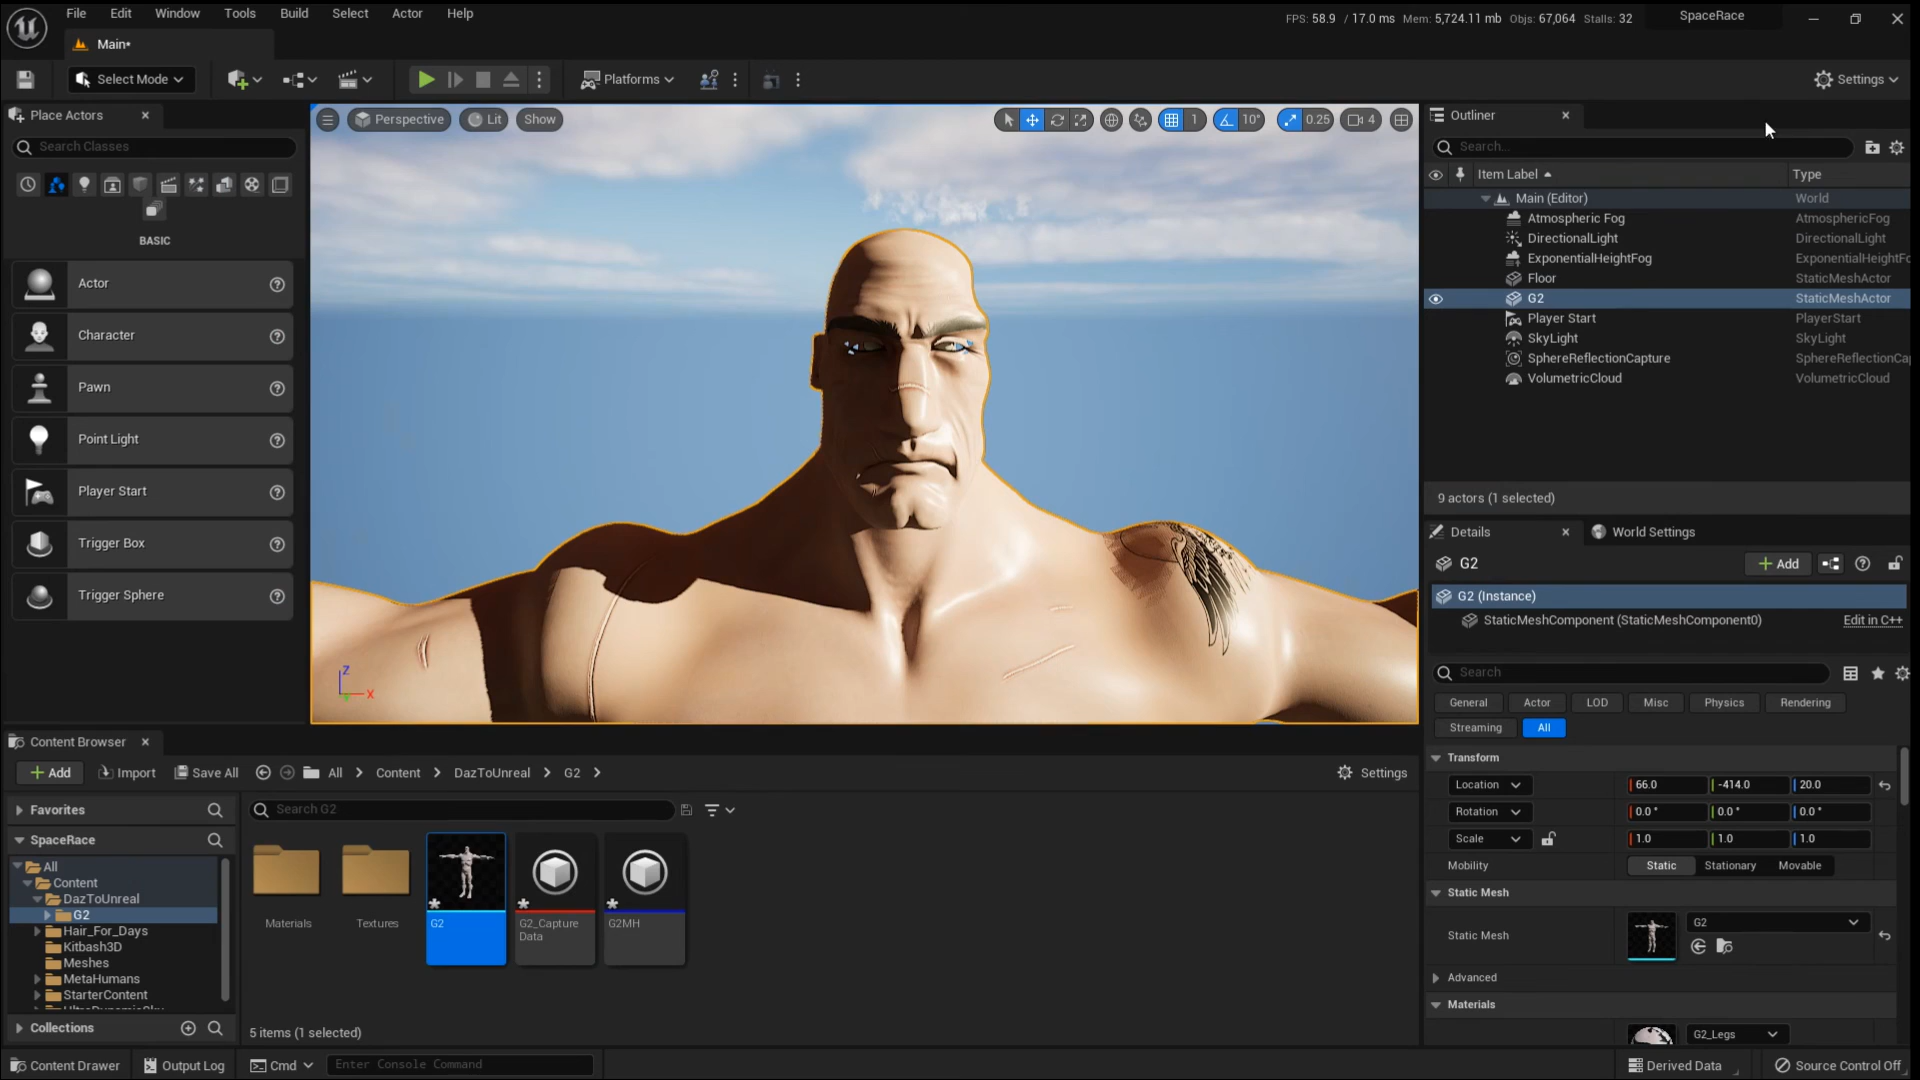 File Edit Window Tools Build Select Actor Help
FPS: 58.9 / 17.0 ms Mem: 5,724.11 mb Objs: 67,064 Stalls: 32
SpaceRace
Main*
Select Mode
Platforms
Settings
Place Actors
Search Classes
BASIC
Actor
Character
Pawn
Point Light
Player Start
Trigger Box
Trigger Sphere
Perspective
Lit
Show
1
10°
0.25
4
Z
X
Outliner
Search...
Item Label
Type
Main (Editor) World
Atmospheric Fog AtmosphericFog
DirectionalLight DirectionalLight
ExponentialHeightFog ExponentialHeightFo
Floor StaticMeshActor
G2 StaticMeshActor
Player Start PlayerStart
SkyLight SkyLight
SphereReflectionCapture SphereReflectionCap
VolumetricCloud VolumetricCloud
9 actors (1 selected)
Details
World Settings
G2
Add
G2 (Instance)
StaticMeshComponent (StaticMeshComponent0) Edit in C++
Search
General Actor LOD Misc Physics Rendering
Streaming All
Transform
Location 66.0 -414.0 20.0
Rotation 0.0 ° 0.0 ° 0.0 °
Scale 1.0 1.0 1.0
Mobility Static Stationary Movable
Static Mesh
Static Mesh G2
Advanced
Materials
G2_Legs
Content Browser
Add Import Save All All Content DazToUnreal G2
Settings
Favorites
SpaceRace
All
Content
DazToUnreal
G2
Hair_For_Days
Kitbash3D
Meshes
MetaHumans
StarterContent
Collections
Search G2
Materials
Textures
G2
G2_Capture
Data
G2MH
5 items (1 selected)
Content Drawer Output Log Cmd Enter Console Command
Derived Data Source Control Off